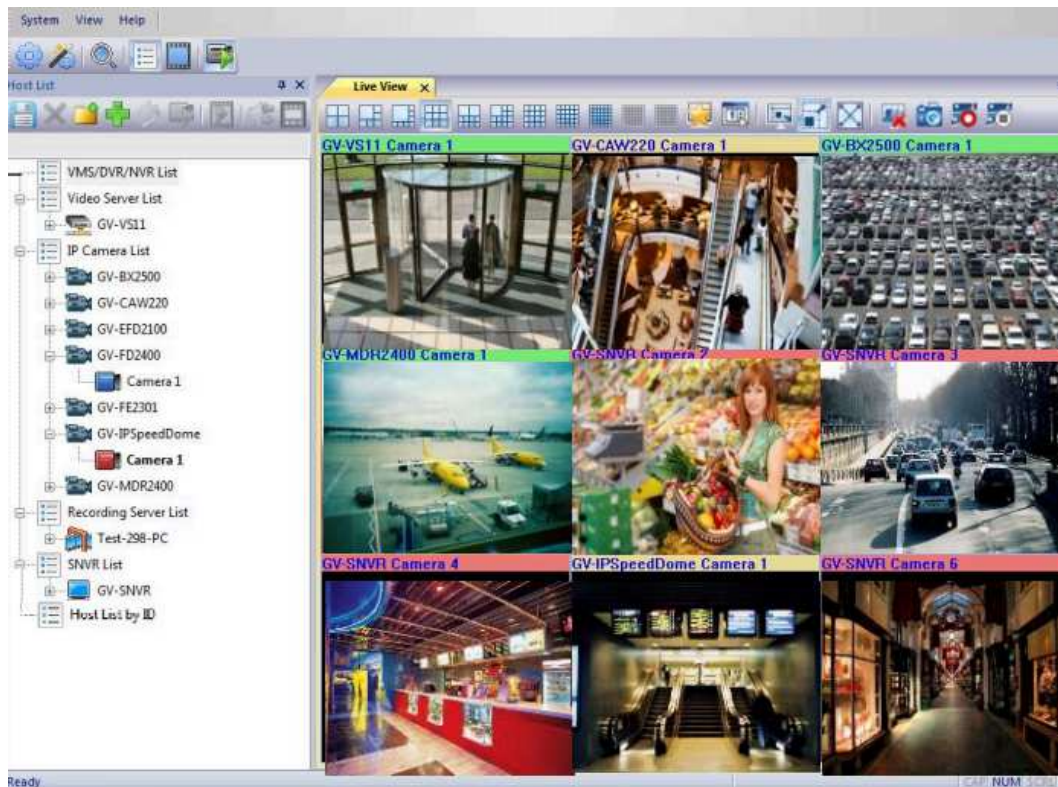 System View Help
Host List
Live View
VMS/DVR/NVR List
Video Server List
GV-VS11
IP Camera List
GV-BX2500
GV-CAW220
GV-EFD2100
GV-FD2400
Camera 1
GV-FE2301
GV-IPSpeedDome
Camera 1
GV-MDR2400
Recording Server List
Test-298-PC
SNVR List
GV-SNVR
Host List by ID
GV-VS11 Camera 1 GV-CAW220 Camera 1 GV-BX2500 Camera 1
GV-MDR2400 Camera 1 GV-SNVR Camera 2 GV-SNVR Camera 3
GV-SNVR Camera 4 GV-IPSpeedDome Camera 1 GV-SNVR Camera 6
Ready CAP NUM SCRL